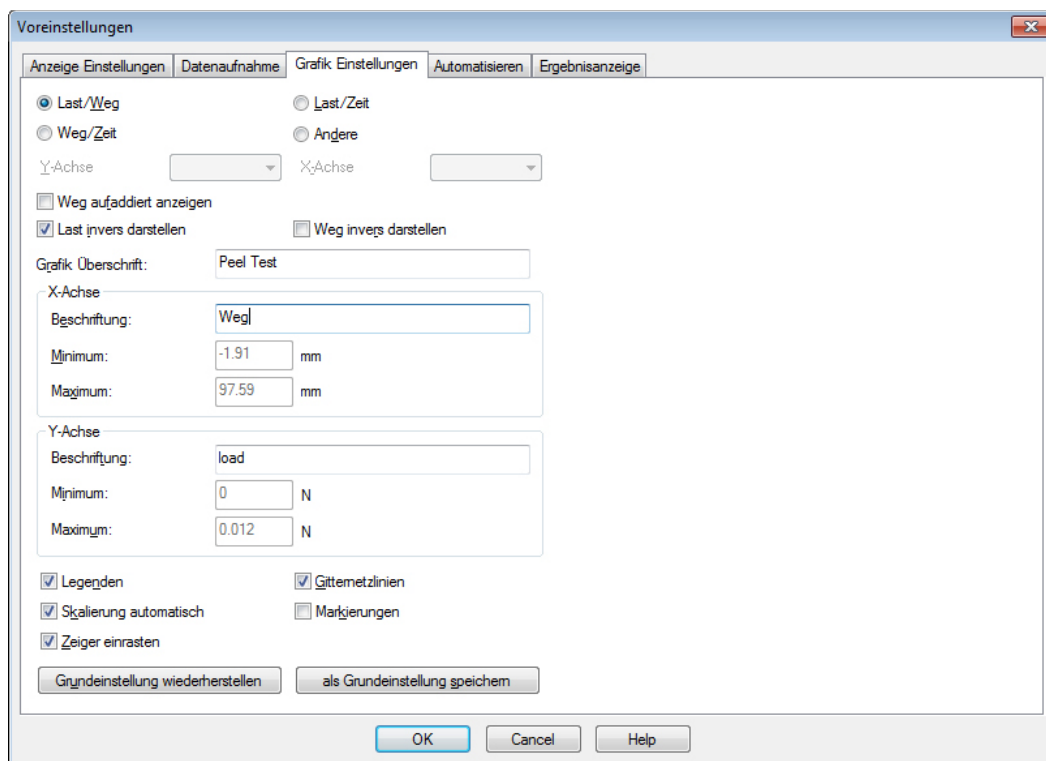 Voreinstellungen
Anzeige Einstellungen Datenaufnahme Grafik Einstellungen Automatisieren Ergebnisanzeige
Last/Weg Last/Zeit
Weg/Zeit Andere
Y-Achse X-Achse
Weg aufaddiert anzeigen
Last invers darstellen Weg invers darstellen
Grafik Überschrift: Peel Test
X-Achse
Beschriftung: Weg
Minimum: -1.91 mm
Maximum: 97.59 mm
Y-Achse
Beschriftung: load
Minimum: 0 N
Maximum: 0.012 N
Legenden Gitternetzlinien
Skalierung automatisch Markierungen
Zeiger einrasten
Grundeinstellung wiederherstellen als Grundeinstellung speichern
OK Cancel Help